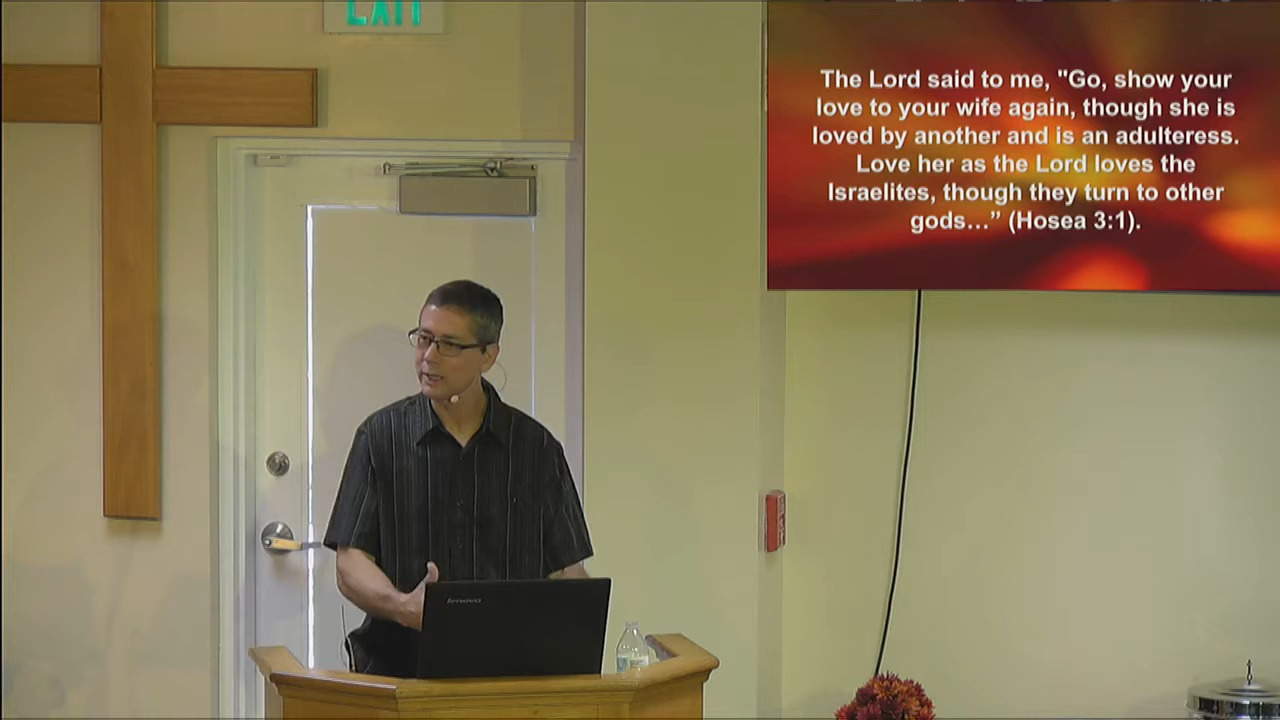 EXIT
The Lord said to me, "Go, show your
love to your wife again, though she is
loved by another and is an adulteress.
Love her as the Lord loves the
Israelites, though they turn to other
gods…” (Hosea 3:1).
lenovo